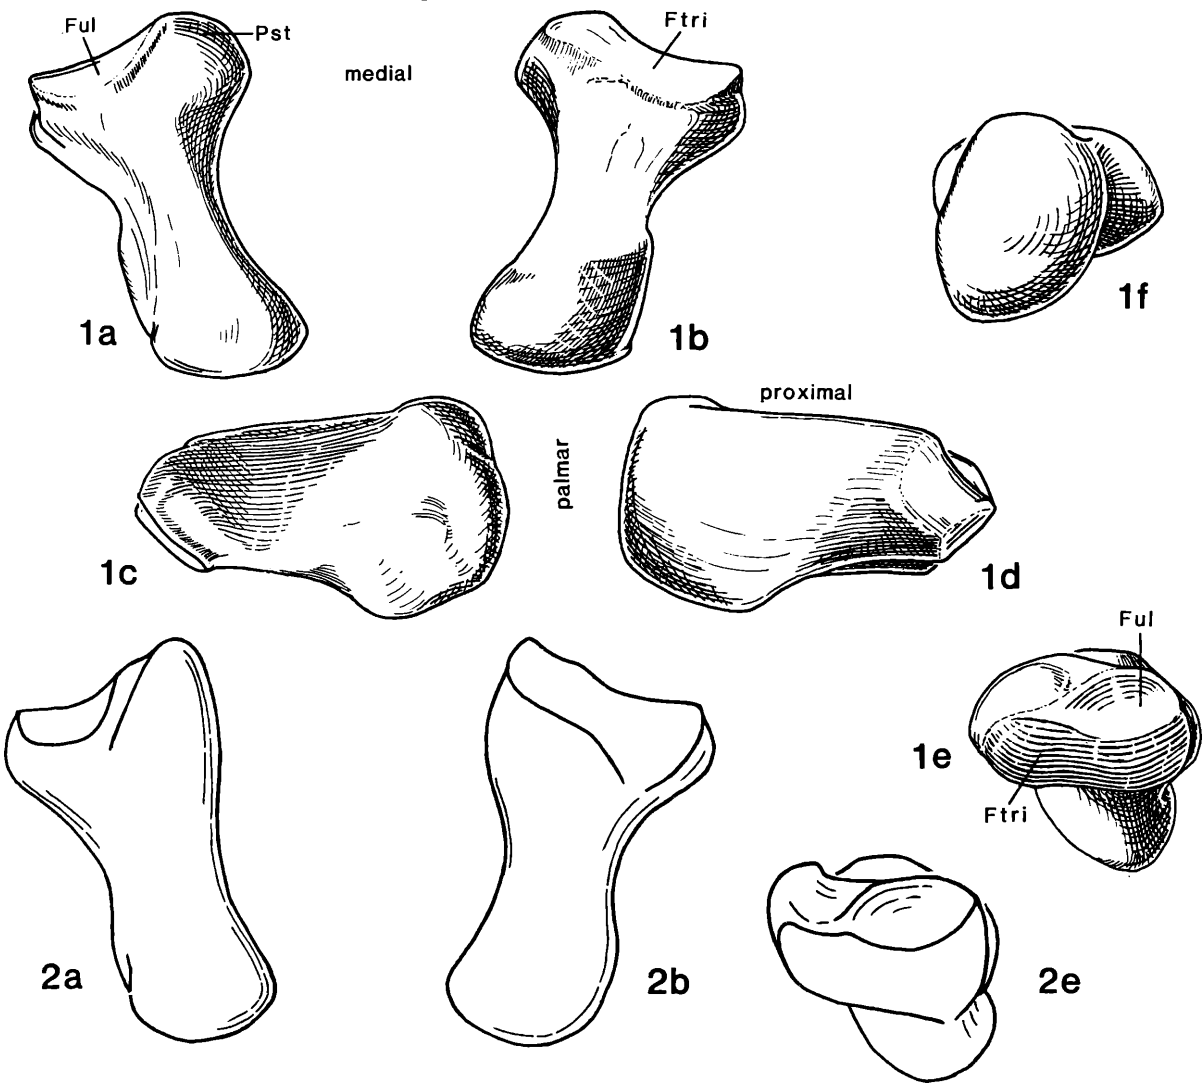 Ful
Pst
Ftri
medial
1a
1b
1f
proximal
palmar
1c
1d
Ful
1e
Ftri
2a
2b
2e